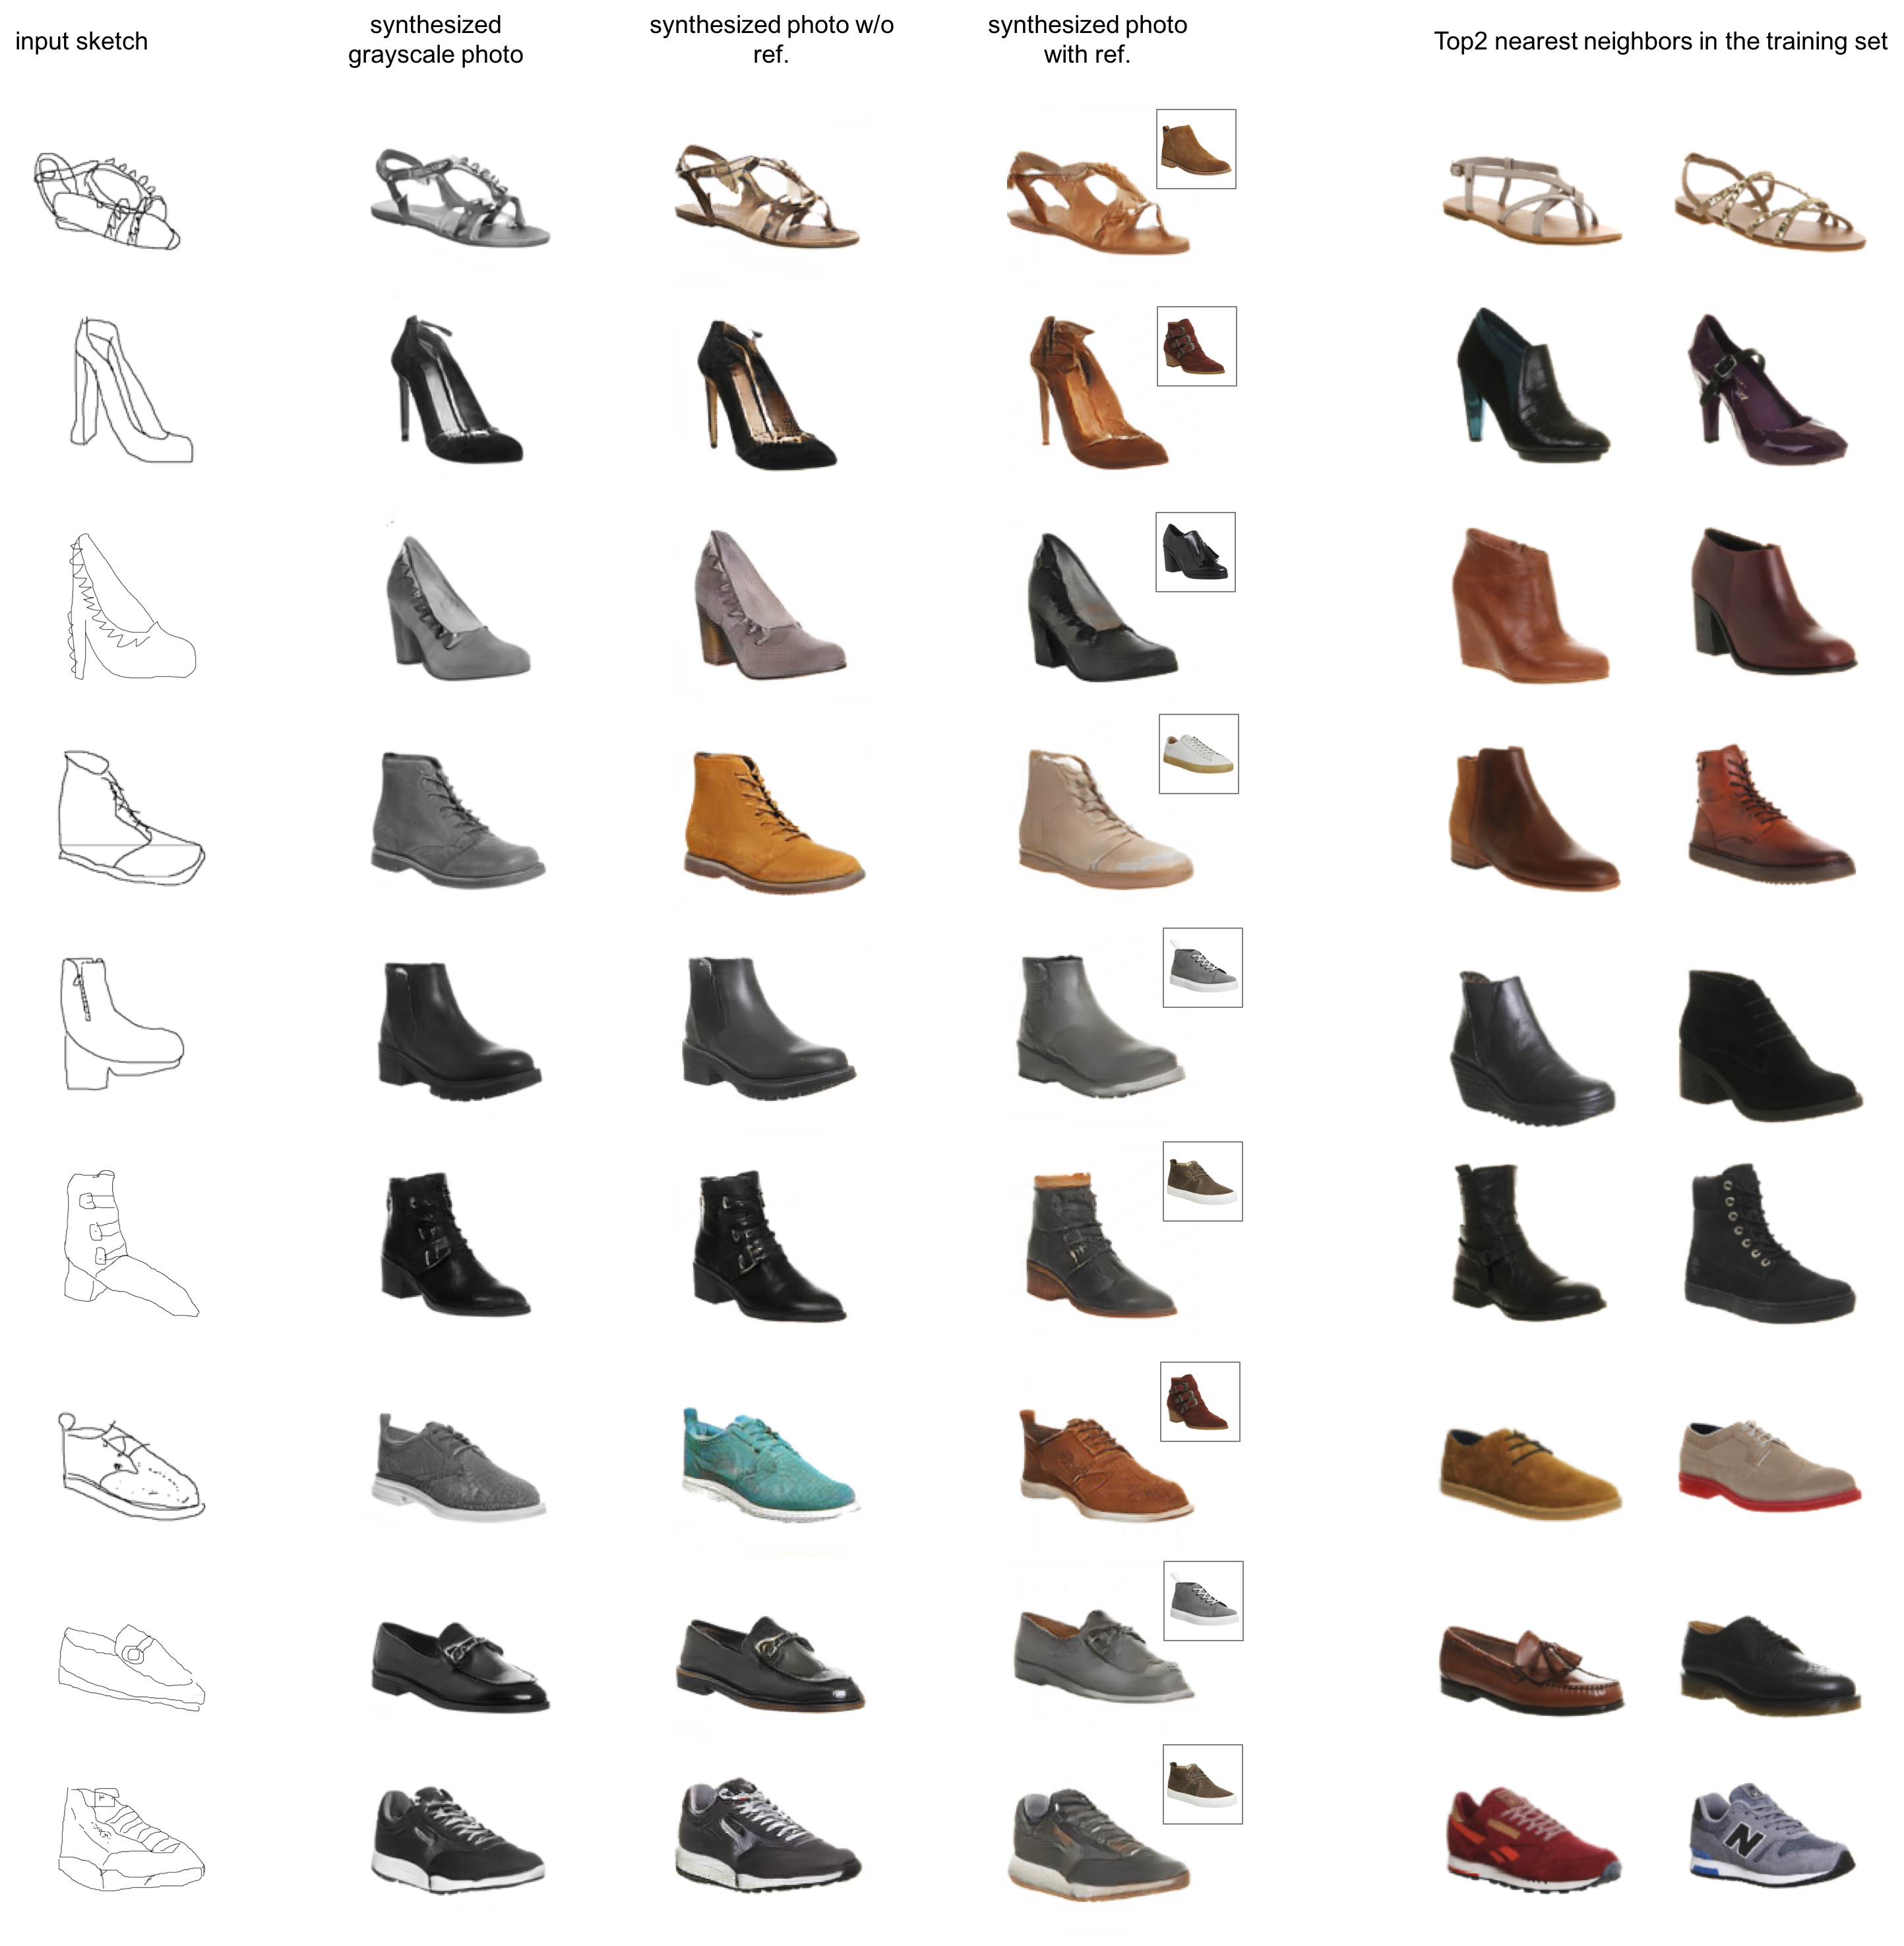 input sketch
synthesized
grayscale photo
synthesized photo w/o
ref.
synthesized photo
with ref.
Top2 nearest neighbors in the training set
N